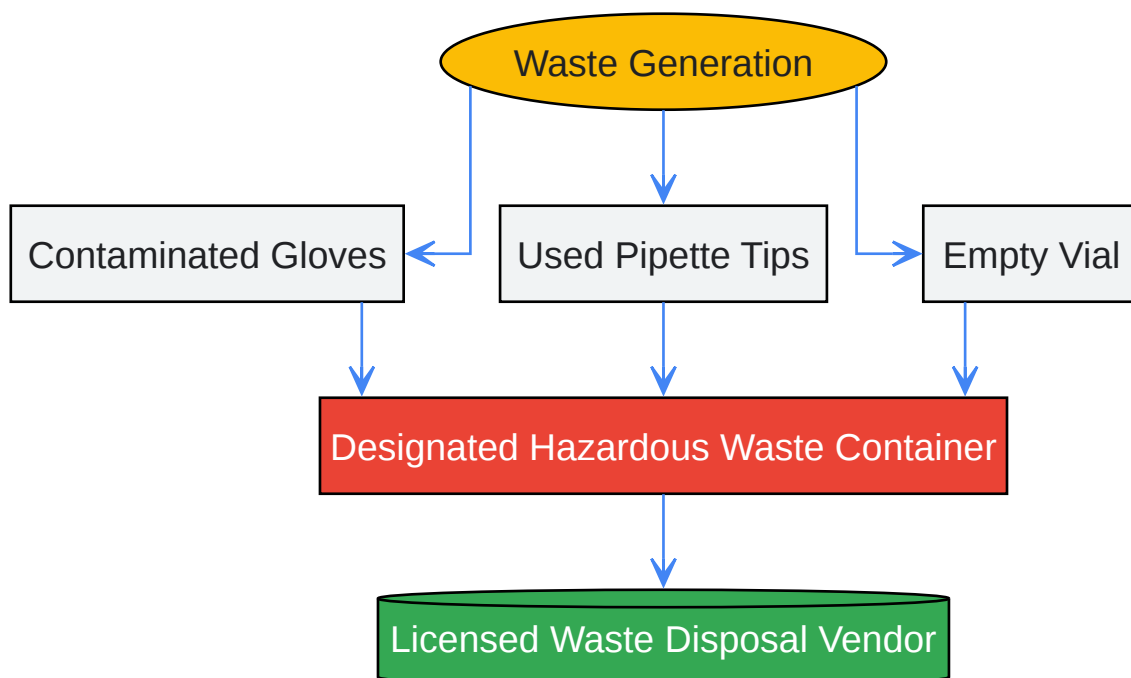 Waste Generation
Contaminated Gloves
Used Pipette Tips
Empty Vial
Designated Hazardous Waste Container
Licensed Waste Disposal Vendor